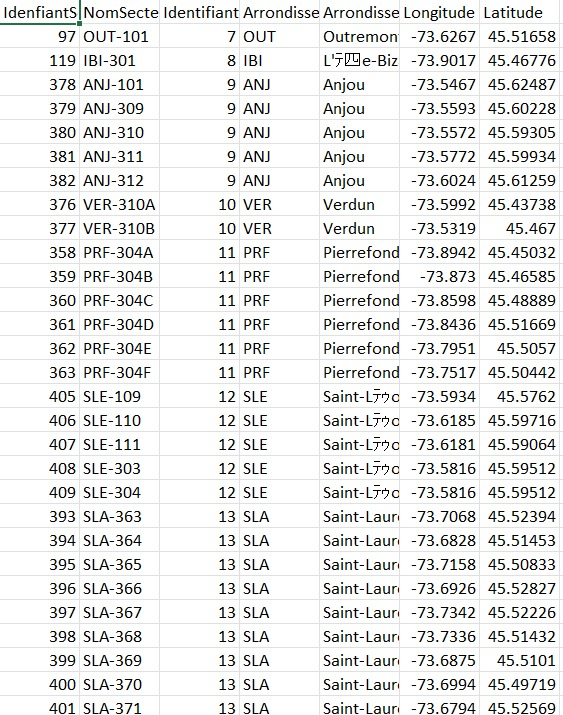 IdenfiantS NomSecte Identifiant Arrondisse Arrondisse Longitude Latitude
97 OUT-101 7 OUT Outremon -73.6267 45.51658
119 IBI-301 8 IBI L'ﾃ篩e-Biz -73.9017 45.46776
378 ANJ-101 9 ANJ Anjou -73.5467 45.62487
379 ANJ-309 9 ANJ Anjou -73.5593 45.60228
380 ANJ-310 9 ANJ Anjou -73.5572 45.59305
381 ANJ-311 9 ANJ Anjou -73.5772 45.59934
382 ANJ-312 9 ANJ Anjou -73.6024 45.61259
376 VER-310A 10 VER Verdun -73.5992 45.43738
377 VER-310B 10 VER Verdun -73.5319 45.467
358 PRF-304A 11 PRF Pierrefond -73.8942 45.45032
359 PRF-304B 11 PRF Pierrefond -73.873 45.46585
360 PRF-304C 11 PRF Pierrefond -73.8598 45.48889
361 PRF-304D 11 PRF Pierrefond -73.8436 45.51669
362 PRF-304E 11 PRF Pierrefond -73.7951 45.5057
363 PRF-304F 11 PRF Pierrefond -73.7517 45.50442
405 SLE-109 12 SLE Saint-Lﾃｩo -73.5934 45.5762
406 SLE-110 12 SLE Saint-Lﾃｩo -73.6185 45.59716
407 SLE-111 12 SLE Saint-Lﾃｩo -73.6181 45.59064
408 SLE-303 12 SLE Saint-Lﾃｩo -73.5816 45.59512
409 SLE-304 12 SLE Saint-Lﾃｩo -73.5816 45.59512
393 SLA-363 13 SLA Saint-Laur -73.7068 45.52394
394 SLA-364 13 SLA Saint-Laur -73.6828 45.51453
395 SLA-365 13 SLA Saint-Laur -73.7158 45.50833
396 SLA-366 13 SLA Saint-Laur -73.6926 45.52827
397 SLA-367 13 SLA Saint-Laur -73.7342 45.52226
398 SLA-368 13 SLA Saint-Laur -73.7336 45.51432
399 SLA-369 13 SLA Saint-Laur -73.6875 45.5101
400 SLA-370 13 SLA Saint-Laur -73.6994 45.49719
401 SLA-371 13 SLA Saint-Laur -73.6794 45.52569